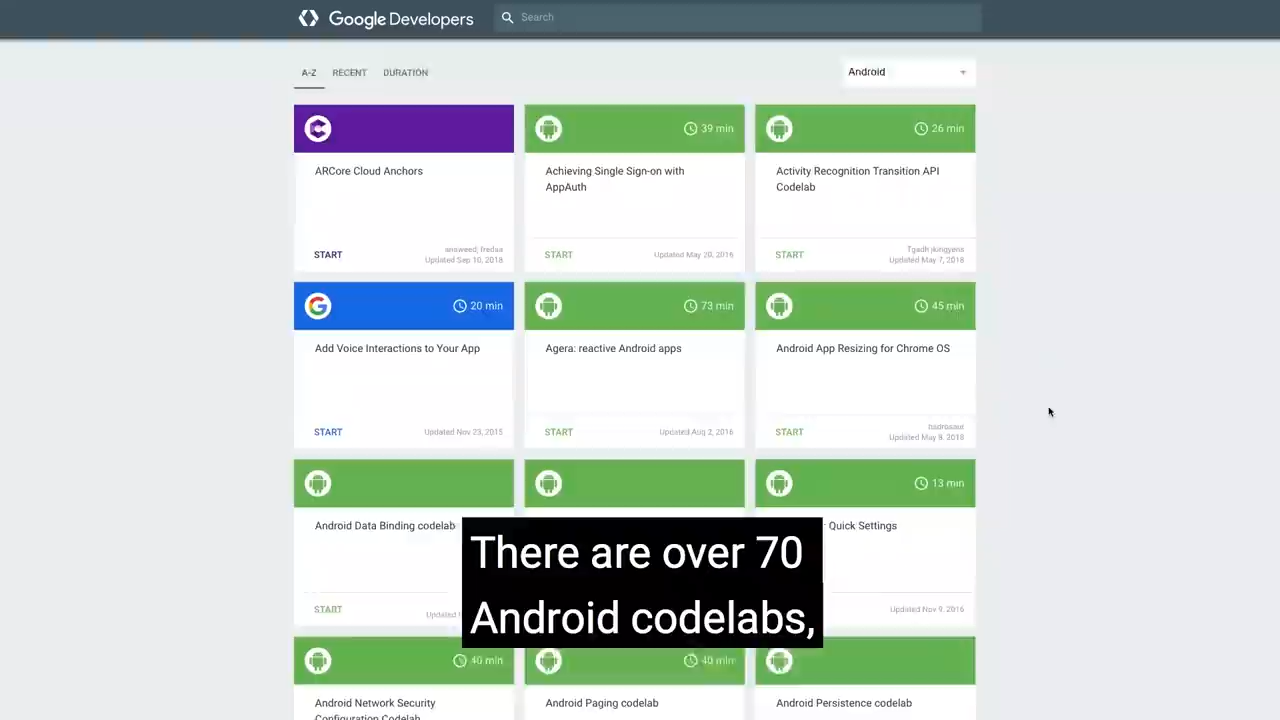 Google Developers
Search
A-Z RECENT DURATION
Android
39 min
26 min
ARCore Cloud Anchors
Achieving Single Sign-on with
AppAuth
Activity Recognition Transition API
Codelab
START
Updated Sep 10, 2018
START
Updated May 20, 2016
START
Updated May 7, 2018
20 min
73 min
45 min
Add Voice Interactions to Your App
Agera: reactive Android apps
Android App Resizing for Chrome OS
START
Updated Nov 23, 2015
START
Updated Aug 2, 2016
START
hadrosaur
Updated May 9, 2018
13 min
Android Data Binding codelab
Quick Settings
START
Updated
Updated Nov 9, 2016
There are over 70
Android codelabs,
40 min
40 min
Android Network Security
Configuration Codelab
Android Paging codelab
Android Persistence codelab